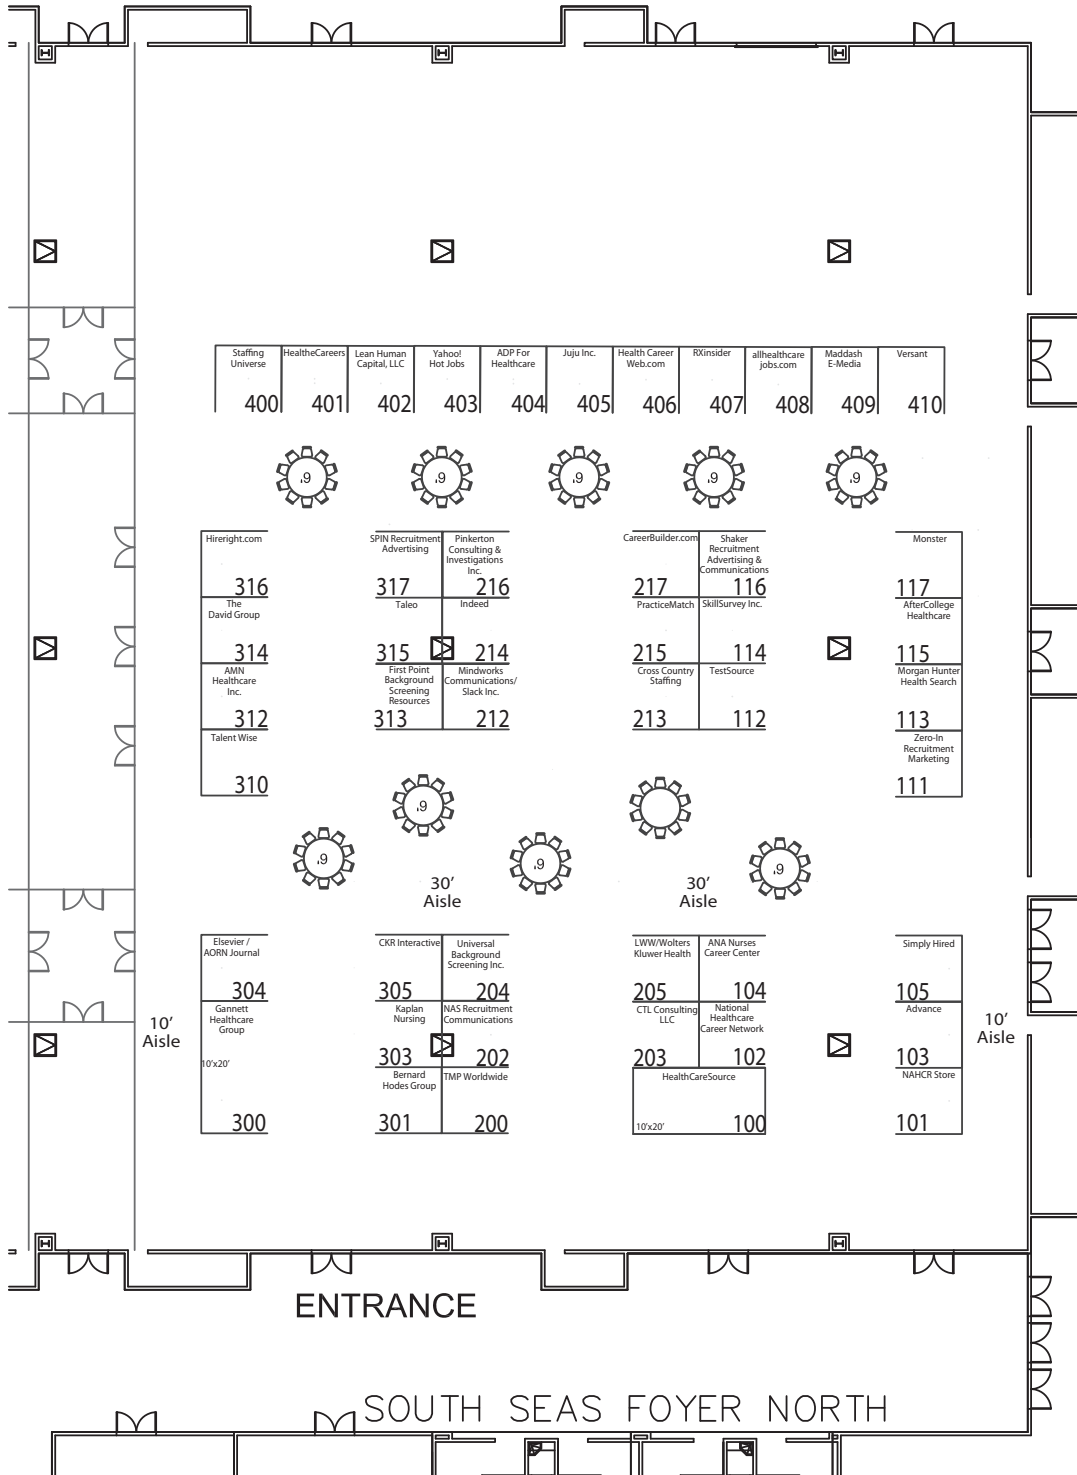 Staffing
Universe
400
HealtheCareers
401
Lean Human
Capital, LLC
402
Yahoo!
Hot Jobs
403
ADP For
Healthcare
404
Juju Inc.
405
Health Career
Web.com
406
RXinsider
407
allhealthcare
jobs.com
408
Maddash
E-Media
409
Versant
410
Hireright.com
316
SPIN Recruitment
Advertising
317
Pinkerton
Consulting &
Investigations
Inc.
216
CareerBuilder.com
217
Shaker
Recruitment
Advertising &
Communications
116
Monster
117
The
David Group
314
Taleo
315
Indeed
214
PracticeMatch
215
SkillSurvey Inc.
114
AfterCollege
Healthcare
115
AMN
Healthcare
Inc.
312
First Point
Background
Screening
Resources
313
Mindworks
Communications/
Slack Inc.
212
Cross Country
Staffing
213
TestSource
112
Morgan Hunter
Health Search
113
Talent Wise
310
Zero-In
Recruitment
Marketing
111
30'
Aisle
30'
Aisle
Elsevier /
AORN Journal
304
CKR Interactive
305
Universal
Background
Screening Inc.
204
LWW/Wolters
Kluwer Health
205
ANA Nurses
Career Center
104
Simply Hired
105
10'
Aisle
Gannett
Healthcare
Group
10'x20'
300
Kaplan
Nursing
303
NAS Recruitment
Communications
202
CTL Consulting
LLC
203
National
Healthcare
Career Network
102
Advance
103
10'
Aisle
Bernard
Hodes Group
301
TMP Worldwide
200
HealthCareSource
10'x20'
100
NAHCR Store
101
ENTRANCE
SOUTH SEAS FOYER NORTH